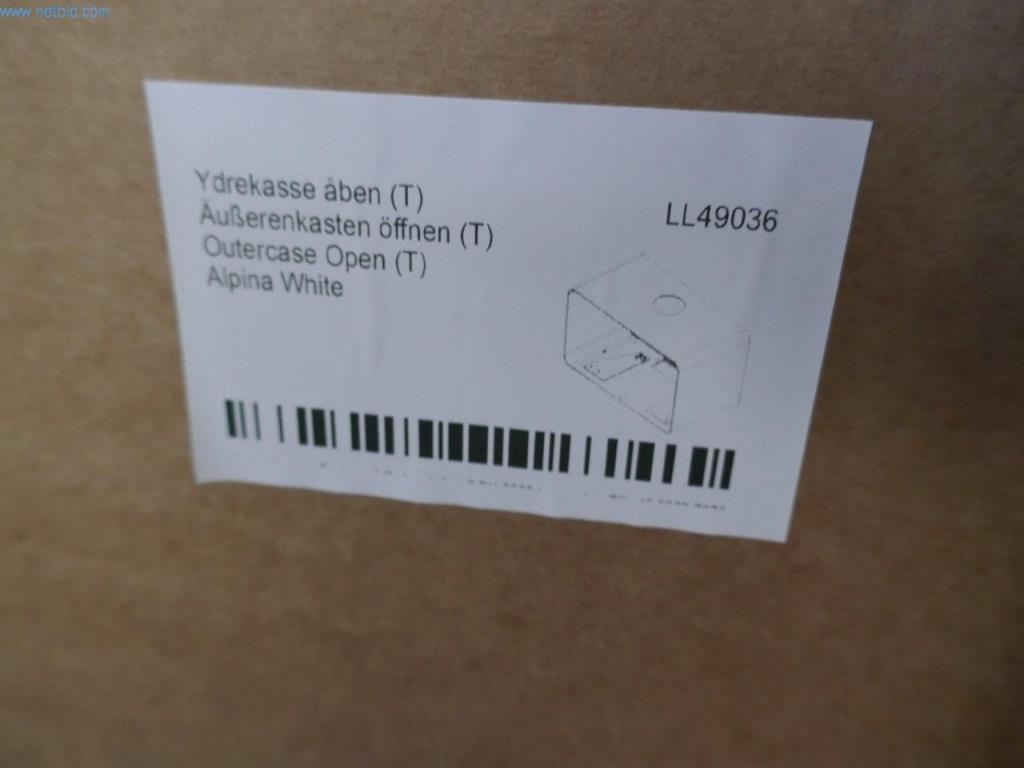 www.netbid.com
Ydrekasse åben (T)
Äußerenkasten öffnen (T)
Outercase Open (T)
Alpina White
LL49036